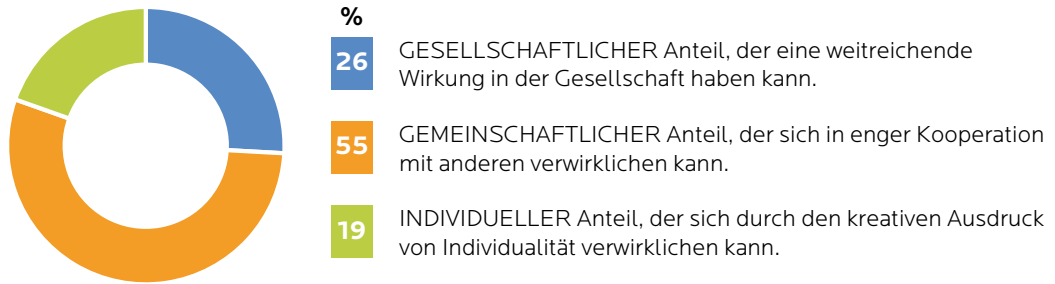 %
26
GESELLSCHAFTLICHER Anteil, der eine weitreichende
Wirkung in der Gesellschaft haben kann.
55
GEMEINSCHAFTLICHER Anteil, der sich in enger Kooperation
mit anderen verwirklichen kann.
19
INDIVIDUELLER Anteil, der sich durch den kreativen Ausdruck
von Individualität verwirklichen kann.